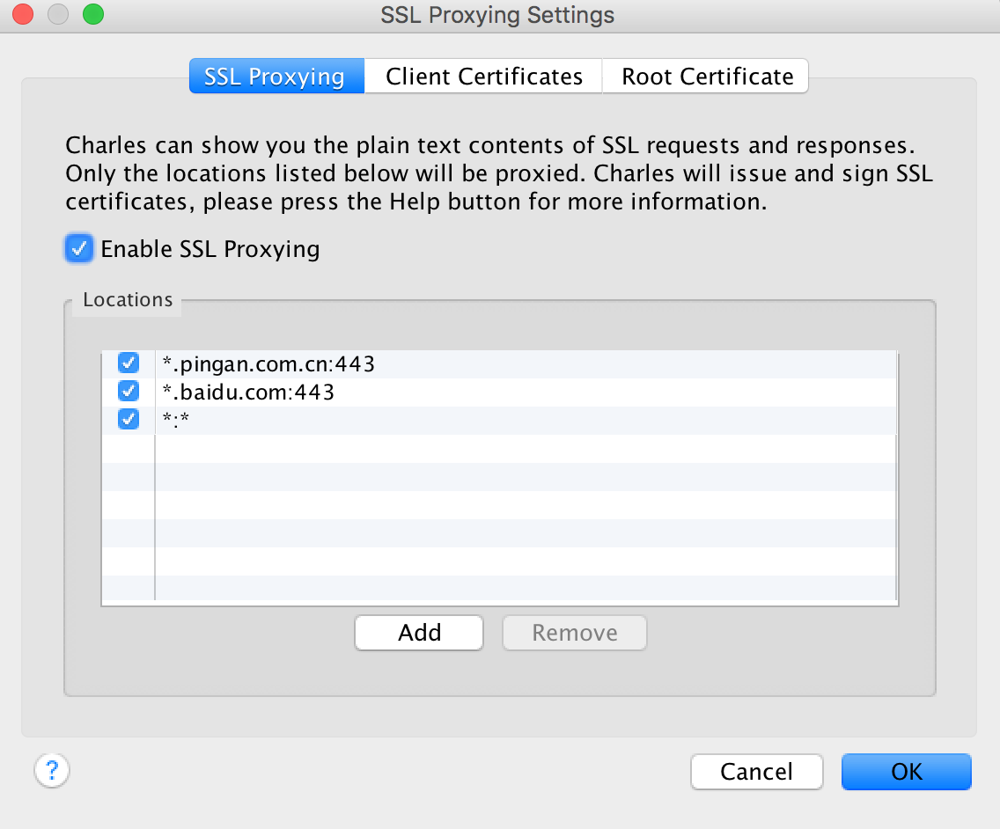 SSL Proxying Settings
SSL Proxying
Client Certificates
Root Certificate
Charles can show you the plain text contents of SSL requests and responses.
Only the locations listed below will be proxied. Charles will issue and sign SSL
certificates, please press the Help button for more information.
Enable SSL Proxying
Locations
*.pingan.com.cn:443
*.baidu.com:443
*:*
Add
Remove
?
Cancel
OK